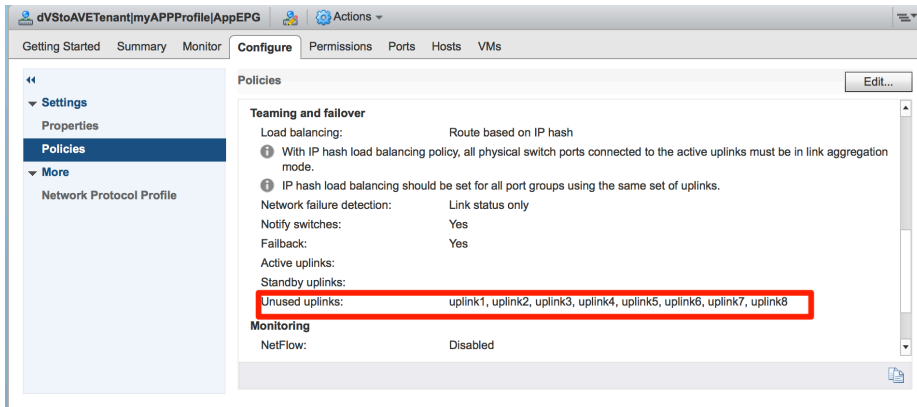 dVStoAVETenant|myAPPProfile|AppEPG Actions
Getting Started Summary Monitor Configure Permissions Ports Hosts VMs
Settings
Properties
Policies
More
Network Protocol Profile
Policies
Edit...
Teaming and failover
Load balancing: Route based on IP hash
With IP hash load balancing policy, all physical switch ports connected to the active uplinks must be in link aggregation
mode.
IP hash load balancing should be set for all port groups using the same set of uplinks.
Network failure detection: Link status only
Notify switches: Yes
Failback: Yes
Active uplinks:
Standby uplinks:
Unused uplinks: uplink1, uplink2, uplink3, uplink4, uplink5, uplink6, uplink7, uplink8
Monitoring
NetFlow: Disabled